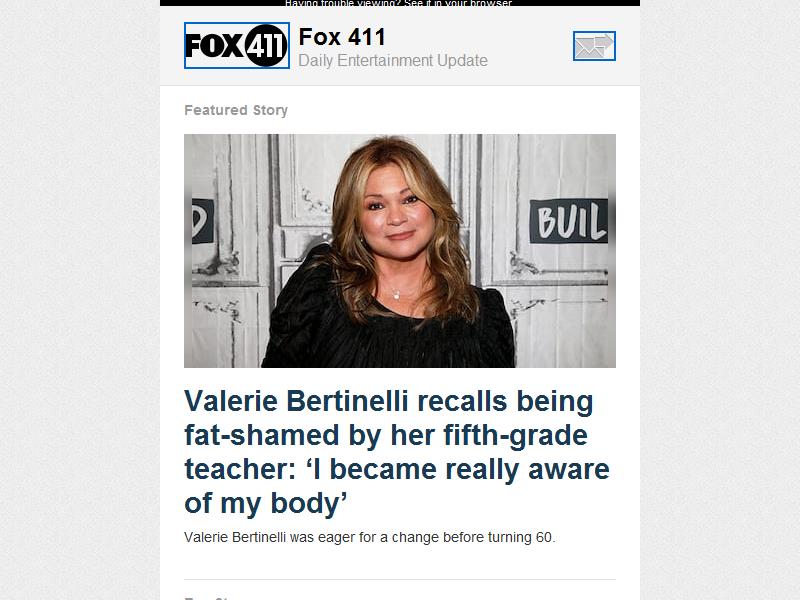 Having trouble viewing? See it in your browser
FOX 411
Fox 411
Daily Entertainment Update
Featured Story
D
BUIL
Valerie Bertinelli recalls being
fat-shamed by her fifth-grade
teacher: ‘I became really aware
of my body’
Valerie Bertinelli was eager for a change before turning 60.